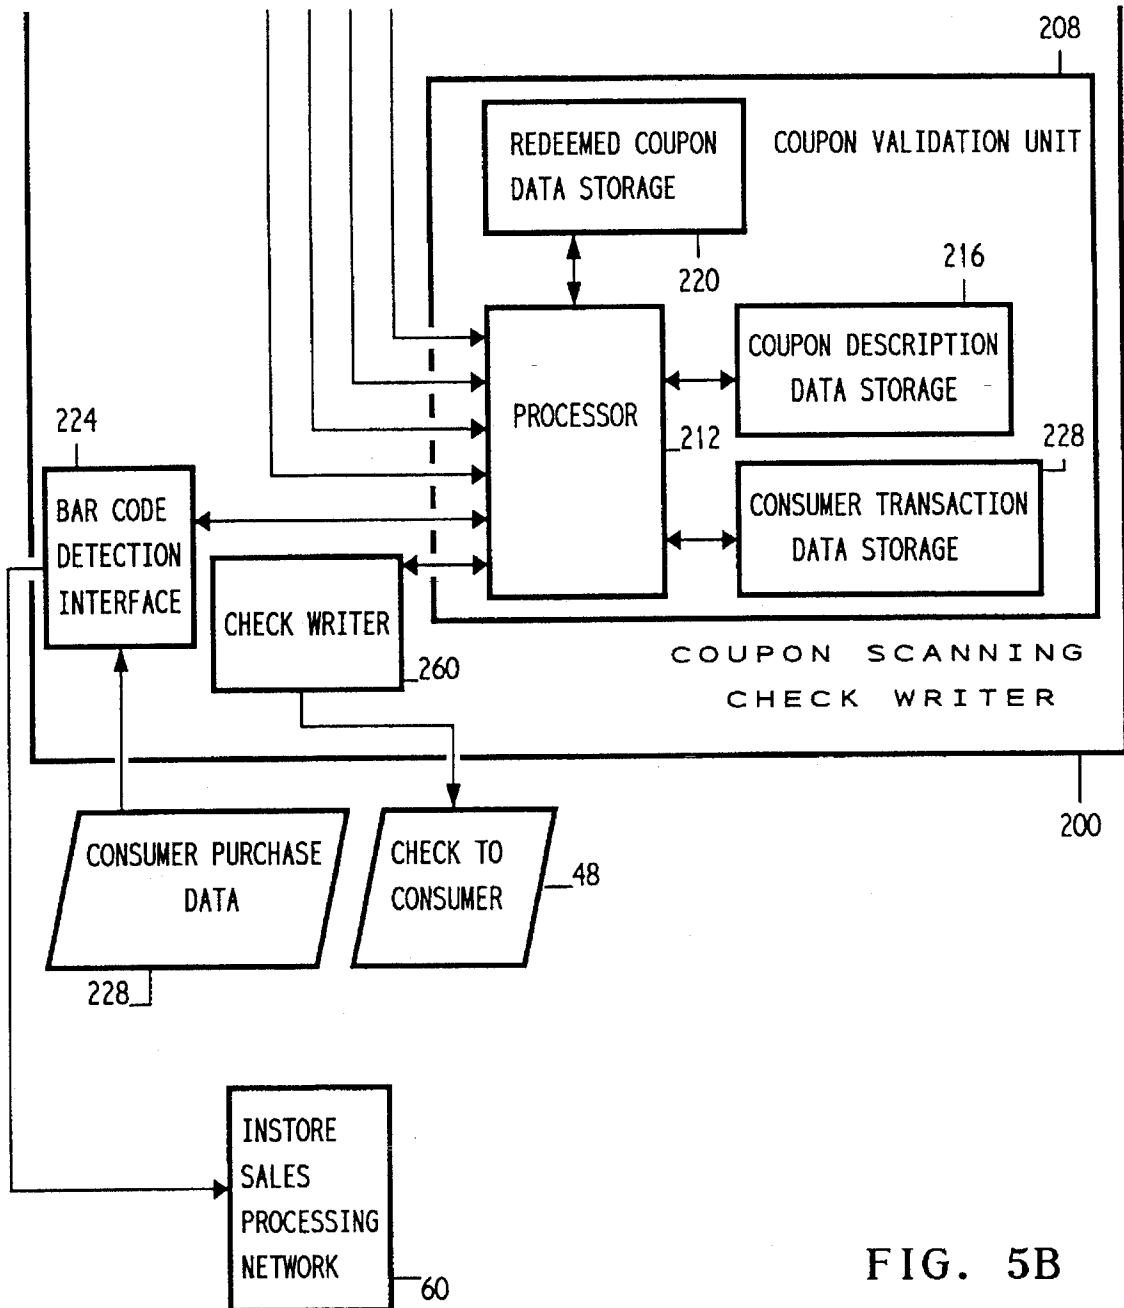 208
REDEEMED COUPON
DATA STORAGE
COUPON VALIDATION UNIT
220
216
COUPON DESCRIPTION
DATA STORAGE
PROCESSOR
212
228
CONSUMER TRANSACTION
DATA STORAGE
224
BAR CODE
DETECTION
INTERFACE
CHECK WRITER
260
COUPON SCANNING
CHECK WRITER
200
CONSUMER PURCHASE
DATA
228
CHECK TO
CONSUMER
48
INSTORE
SALES
PROCESSING
NETWORK
60
FIG. 5B